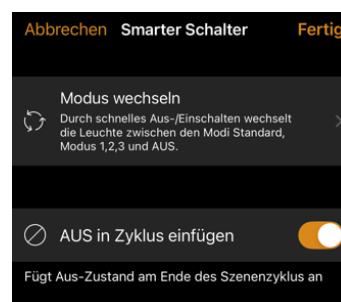 Abbrechen Smarter Schalter Fertig
Modus wechseln
Durch schnelles Aus-/Einschalten wechselt
die Leuchte zwischen den Modi Standard,
Modus 1,2,3 und AUS.
AUS in Zyklus einfügen
Fügt Aus-Zustand am Ende des Szenenzyklus an